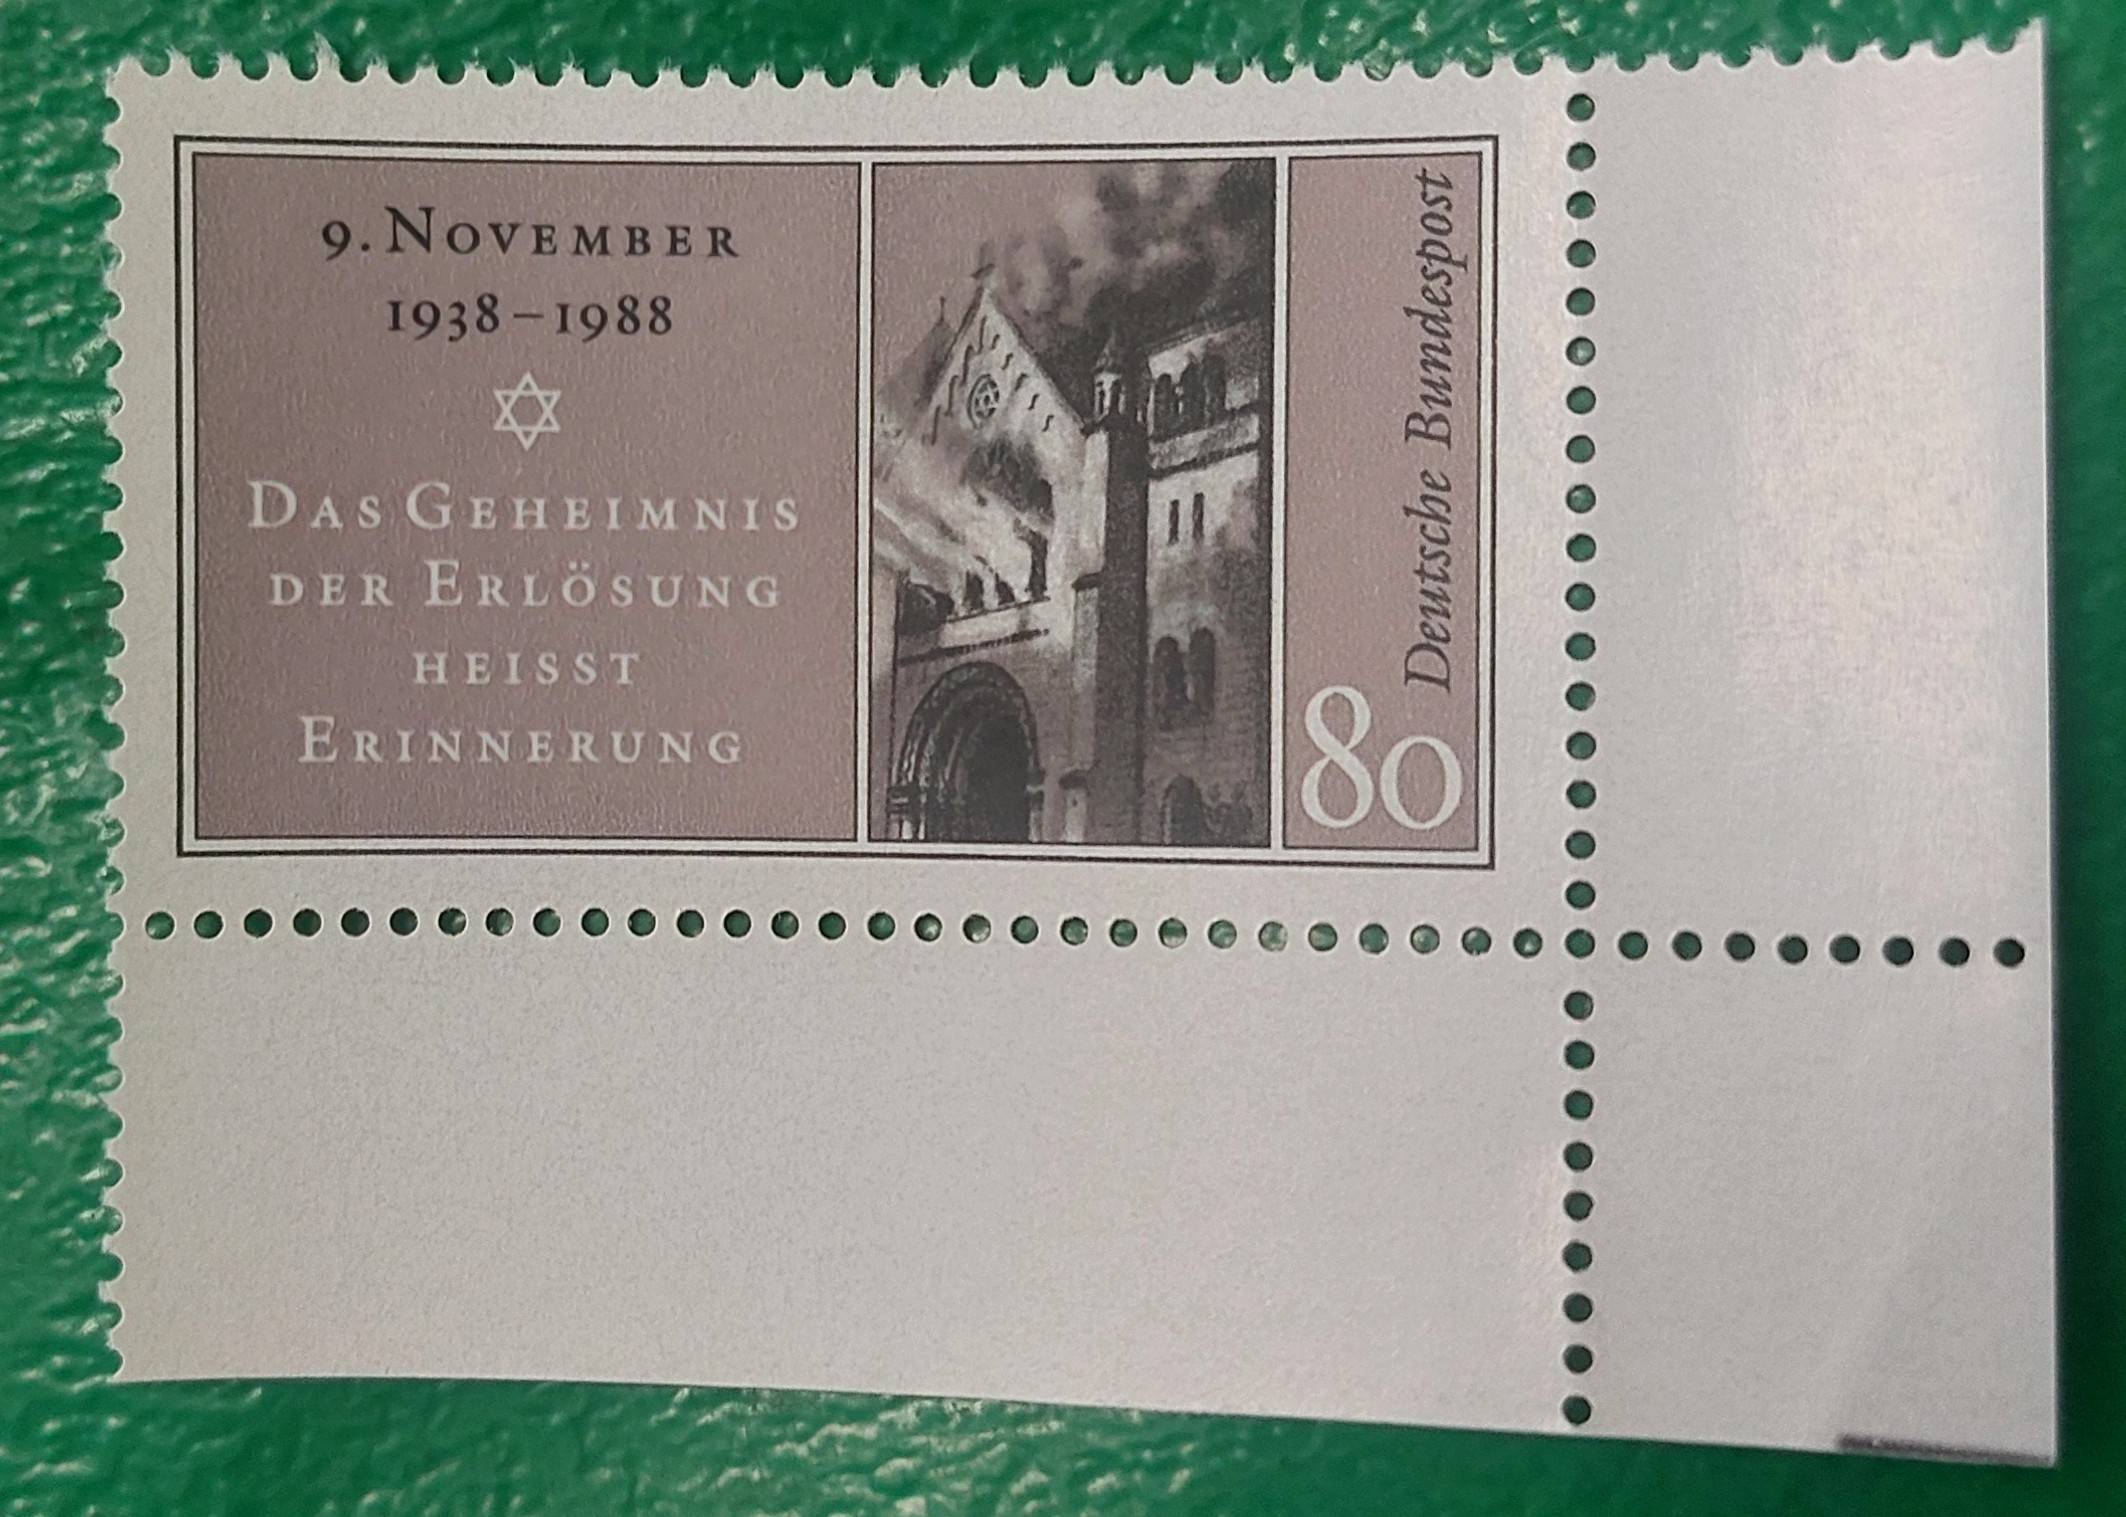 9. NOVEMBER
1938–1988
DAS GEHEIMNIS
DER ERLÖSUNG
HEISST
ERINNERUNG
Deutsche Bundespost
80